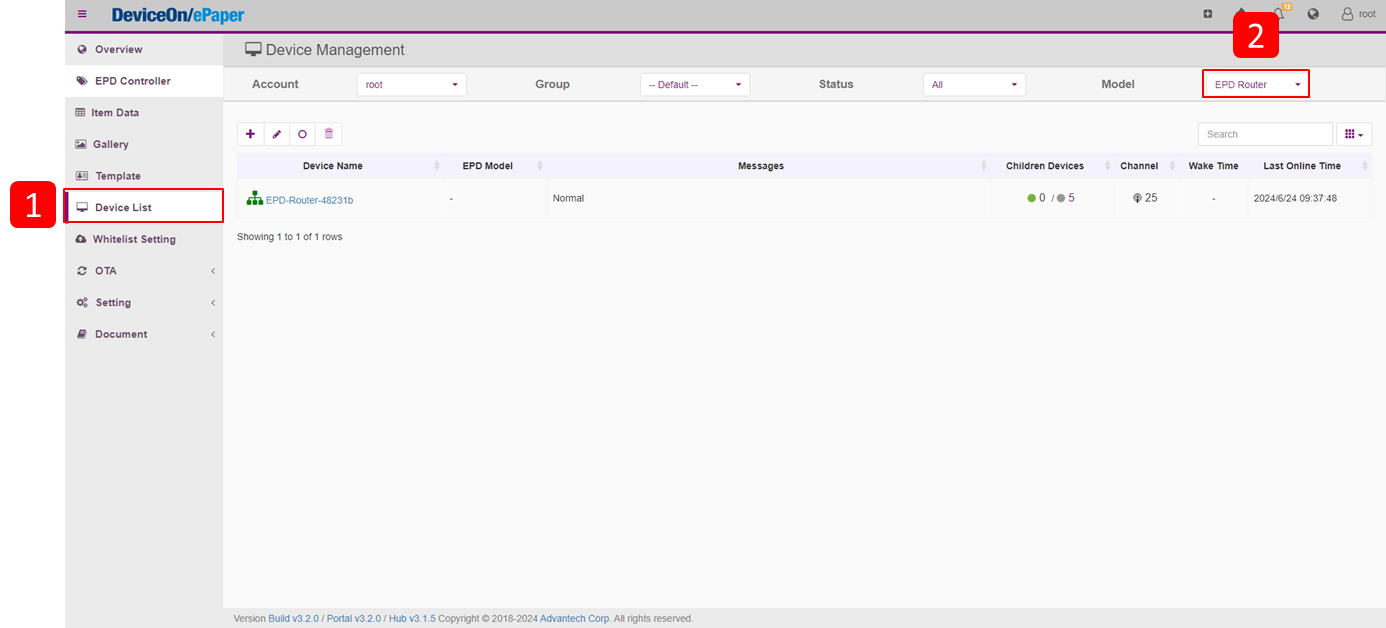 DeviceOn/ePaper
12
root
2
Overview
Device Management
EPD Controller
Account root Group -- Default -- Status All Model EPD Router
Item Data
Gallery
Search
Template
Device Name EPD Model Messages Children Devices Channel Wake Time Last Online Time
1
Device List
EPD-Router-48231b - Normal 0 / 5 25 - 2024/6/24 09:37:48
Whitelist Setting
Showing 1 to 1 of 1 rows
OTA
Setting
Document
Version Build v3.2.0 / Portal v3.2.0 / Hub v3.1.5 Copyright © 2018-2024 Advantech Corp. All rights reserved.